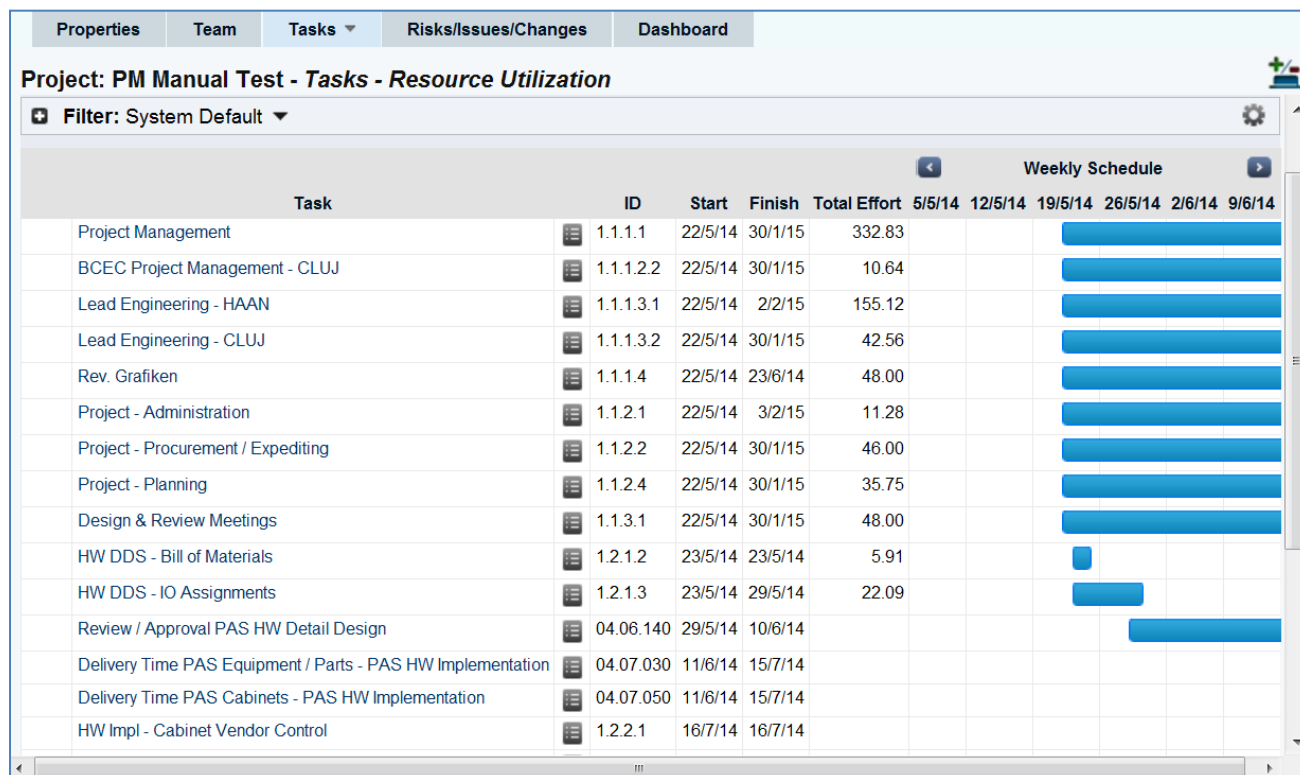 Properties Team Tasks Risks/Issues/Changes Dashboard
Project: PM Manual Test - Tasks - Resource Utilization
Filter: System Default
Weekly Schedule
Task ID Start Finish Total Effort 5/5/14 12/5/14 19/5/14 26/5/14 2/6/14 9/6/14
Project Management 1.1.1.1 22/5/14 30/1/15 332.83
BCEC Project Management - CLUJ 1.1.1.2.2 22/5/14 30/1/15 10.64
Lead Engineering - HAAN 1.1.1.3.1 22/5/14 2/2/15 155.12
Lead Engineering - CLUJ 1.1.1.3.2 22/5/14 30/1/15 42.56
Rev. Grafiken 1.1.1.4 22/5/14 23/6/14 48.00
Project - Administration 1.1.2.1 22/5/14 3/2/15 11.28
Project - Procurement / Expediting 1.1.2.2 22/5/14 30/1/15 46.00
Project - Planning 1.1.2.4 22/5/14 30/1/15 35.75
Design & Review Meetings 1.1.3.1 22/5/14 30/1/15 48.00
HW DDS - Bill of Materials 1.2.1.2 23/5/14 23/5/14 5.91
HW DDS - IO Assignments 1.2.1.3 23/5/14 29/5/14 22.09
Review / Approval PAS HW Detail Design 04.06.140 29/5/14 10/6/14
Delivery Time PAS Equipment / Parts - PAS HW Implementation 04.07.030 11/6/14 15/7/14
Delivery Time PAS Cabinets - PAS HW Implementation 04.07.050 11/6/14 15/7/14
HW Impl - Cabinet Vendor Control 1.2.2.1 16/7/14 16/7/14